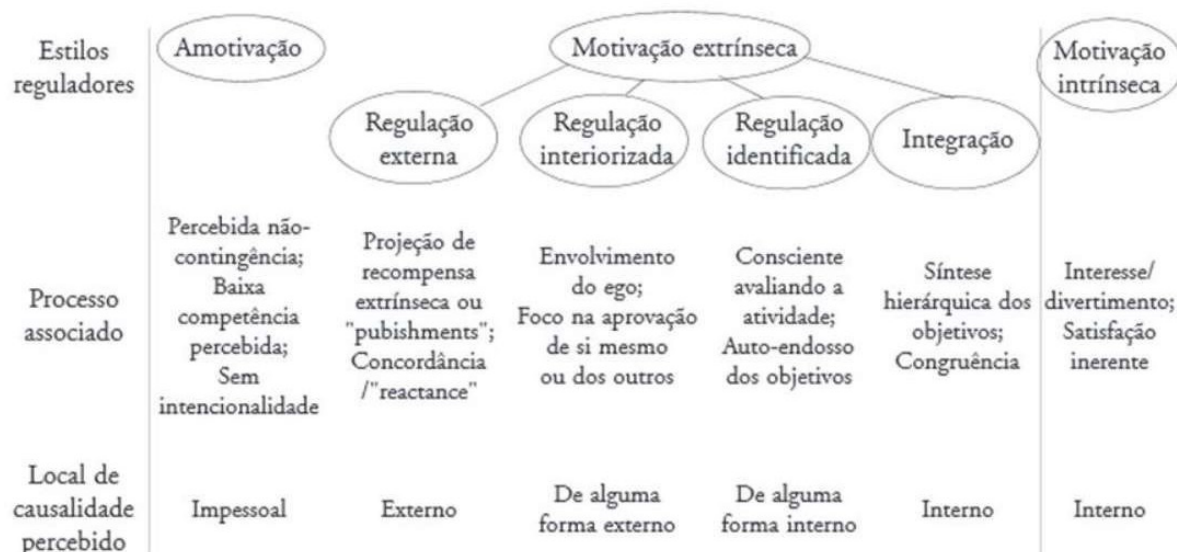 Estilos
reguladores
Amotivação
Motivação extrínseca
Motivação
intrínseca
Regulação
externa
Regulação
interiorizada
Regulação
identificada
Integração
Processo
associado
Percebida não-
contingência;
Baixa
competência
percebida;
Sem
intencionalidade
Projeção de
recompensa
extrínseca ou
"pubishments";
Concordância
/"reactance"
Envolvimento
do ego;
Foco na aprovação
de si mesmo
ou dos outros
Consciente
avaliando a
atividade;
Auto-endosso
dos objetivos
Síntese
hierárquica dos
objetivos;
Congruência
Interesse/
divertimento;
Satisfação
inerente
Local de
causalidade
percebido
Impessoal
Externo
De alguma
forma externo
De alguma
forma interno
Interno
Interno